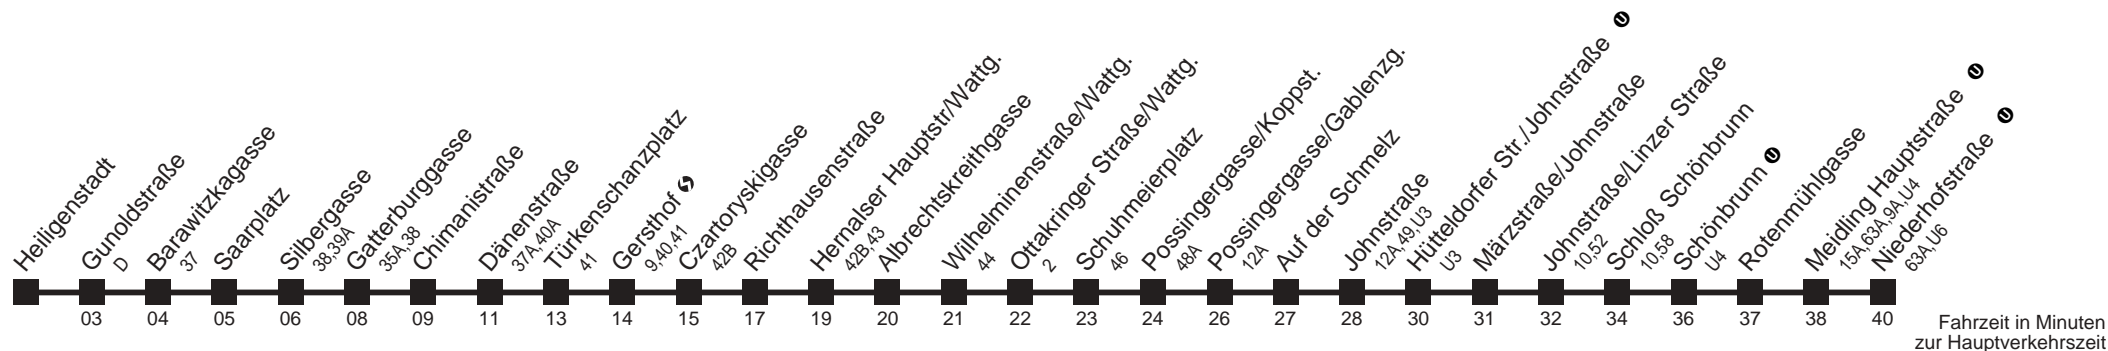 Heiligenstadt
Gunoldstraße
D
Barawitzkagasse
37
Saarplatz
Silbergasse
38,39A
Gatterburggasse
35A,38
Chimanistraße
Dänenstraße
37A,40A
Türkenschanzplatz
41
Gersthof
9,40,41
Czartoryskigasse
42B
Richthausenstraße
Hernalser Hauptstr/Wattg.
42B,43
Albrechtskreithgasse
Wilhelminenstraße/Wattg.
44
Ottakringer Straße/Wattg.
2
Schuhmeierplatz
46
Possingergasse/Koppst.
48A
Possingergasse/Gablenzg.
12A
Auf der Schmelz
Johnstraße
12A,49,U3
Hütteldorfer Str./Johnstraße U
U3
Märzstraße/Johnstraße
Johnstraße/Linzer Straße
10,52
Schloß Schönbrunn
10,58
Schönbrunn U
U4
Rotenmühlgasse
Meidling Hauptstraße U
15A,63A,9A,U4
Niederhofstraße U
63A,U6
03 04 05 06 08 09 11 13 14 15 17 19 20 21 22 23 24 26 27 28 30 31 32 34 36 37 38 40
Fahrzeit in Minuten
zur Hauptverkehrszeit